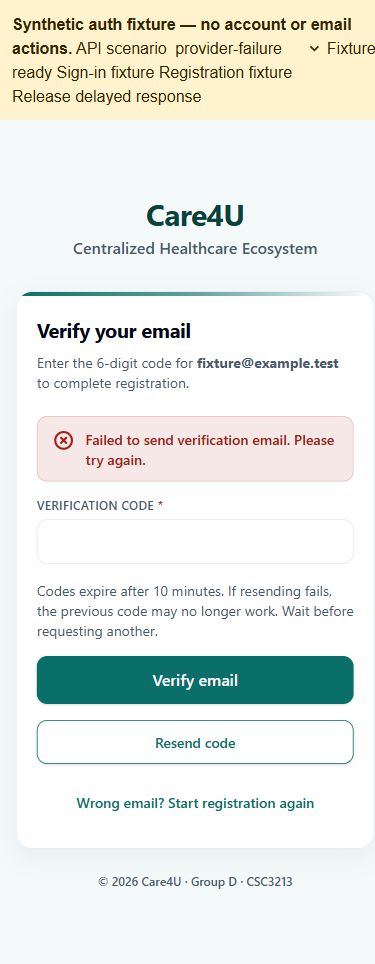 Synthetic auth fixture — no account or email
actions. API scenario provider-failure Fixture
ready Sign-in fixture Registration fixture
Release delayed response
Care4U
Centralized Healthcare Ecosystem
Verify your email
Enter the 6-digit code for fixture@example.test
to complete registration.
Failed to send verification email. Please
try again.
VERIFICATION CODE *
Codes expire after 10 minutes. If resending fails,
the previous code may no longer work. Wait before
requesting another.
Verify email
Resend code
Wrong email? Start registration again
© 2026 Care4U · Group D · CSC3213